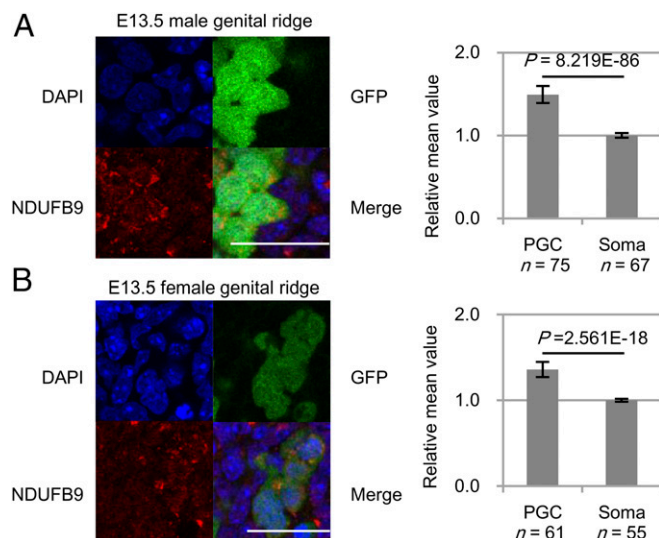 A
E13.5 male genital ridge
DAPI
GFP
NDUFB9
Merge
Relative mean value
2.0
1.0
0.0
P = 8.219E-86
PGC
n = 75
Soma
n = 67
B
E13.5 female genital ridge
DAPI
GFP
NDUFB9
Merge
Relative mean value
2.0
1.0
0.0
P =2.561E-18
PGC
n = 61
Soma
n = 55